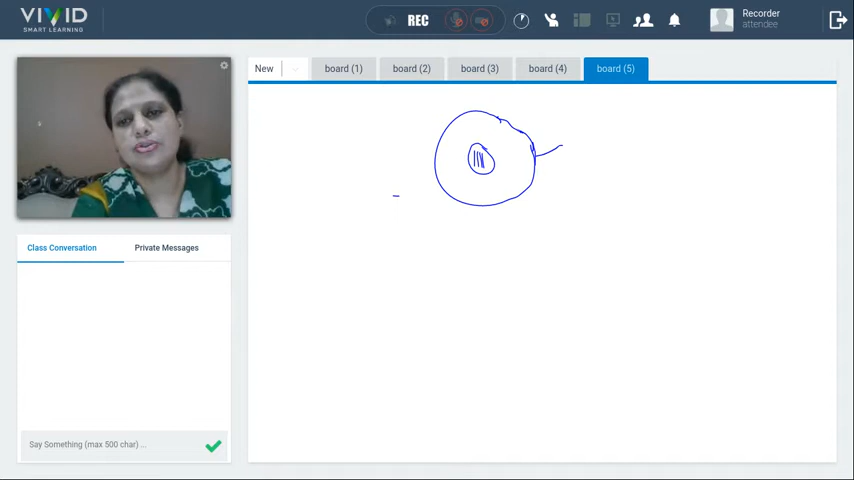 VIVID
SMART LEARNING
REC
Recorder
attendee
New
board (1)
board (2)
board (3)
board (4)
board (5)
Class Conversation
Private Messages
Say Something (max 500 char) ...